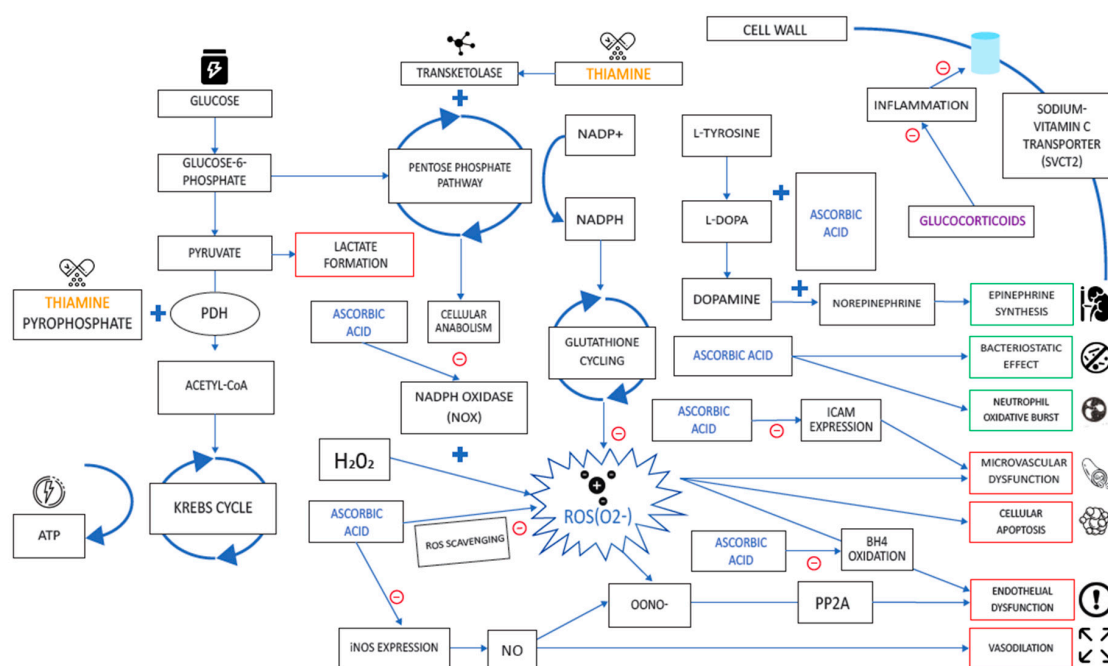 CELL WALL
TRANSKETOLASE
THIAMINE
GLUCOSE
INFLAMMATION
SODIUM-
VITAMIN C
TRANSPORTER
(SVCT2)
NADP+
L-TYROSINE
GLUCOSE-6-
PHOSPHATE
PENTOSE PHOSPHATE
PATHWAY
NADPH
L-DOPA
ASCORBIC
ACID
GLUCOCORTICOIDS
PYRUVATE
LACTATE
FORMATION
THIAMINE
PYROPHOSPHATE
PDH
ASCORBIC
ACID
CELLULAR
ANABOLISM
DOPAMINE
NOREPINEPHRINE
EPINEPHRINE
SYNTHESIS
GLUTATHIONE
CYCLING
ASCORBIC ACID
BACTERIOSTATIC
EFFECT
ACETYL-CoA
NADPH OXIDASE
(NOX)
ASCORBIC
ACID
ICAM
EXPRESSION
NEUTROPHIL
OXIDATIVE BURST
H₂0₂
MICROVASCULAR
DYSFUNCTION
KREBS CYCLE
ATP
ASCORBIC
ACID
ROS SCAVENGING
ROS(O2-)
CELLULAR
APOPTOSIS
ASCORBIC
ACID
BH4
OXIDATION
OONO-
PP2A
ENDOTHELIAL
DYSFUNCTION
iNOS EXPRESSION
NO
VASODILATION